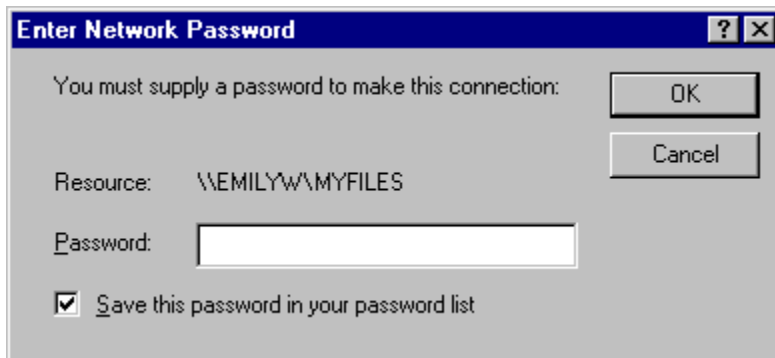 Enter Network Password
You must supply a password to make this connection:
OK
Cancel
Resource: \\EMILYW\MYFILES
Password:
Save this password in your password list